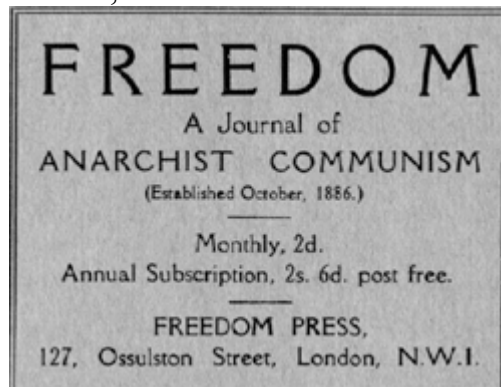 FREEDOM
A Journal of
ANARCHIST COMMUNISM
(Established October, 1886.)
Monthly, 2d.
Annual Subscription, 2s. 6d. post free.
FREEDOM PRESS,
127, Ossulston Street, London, N.W.1.